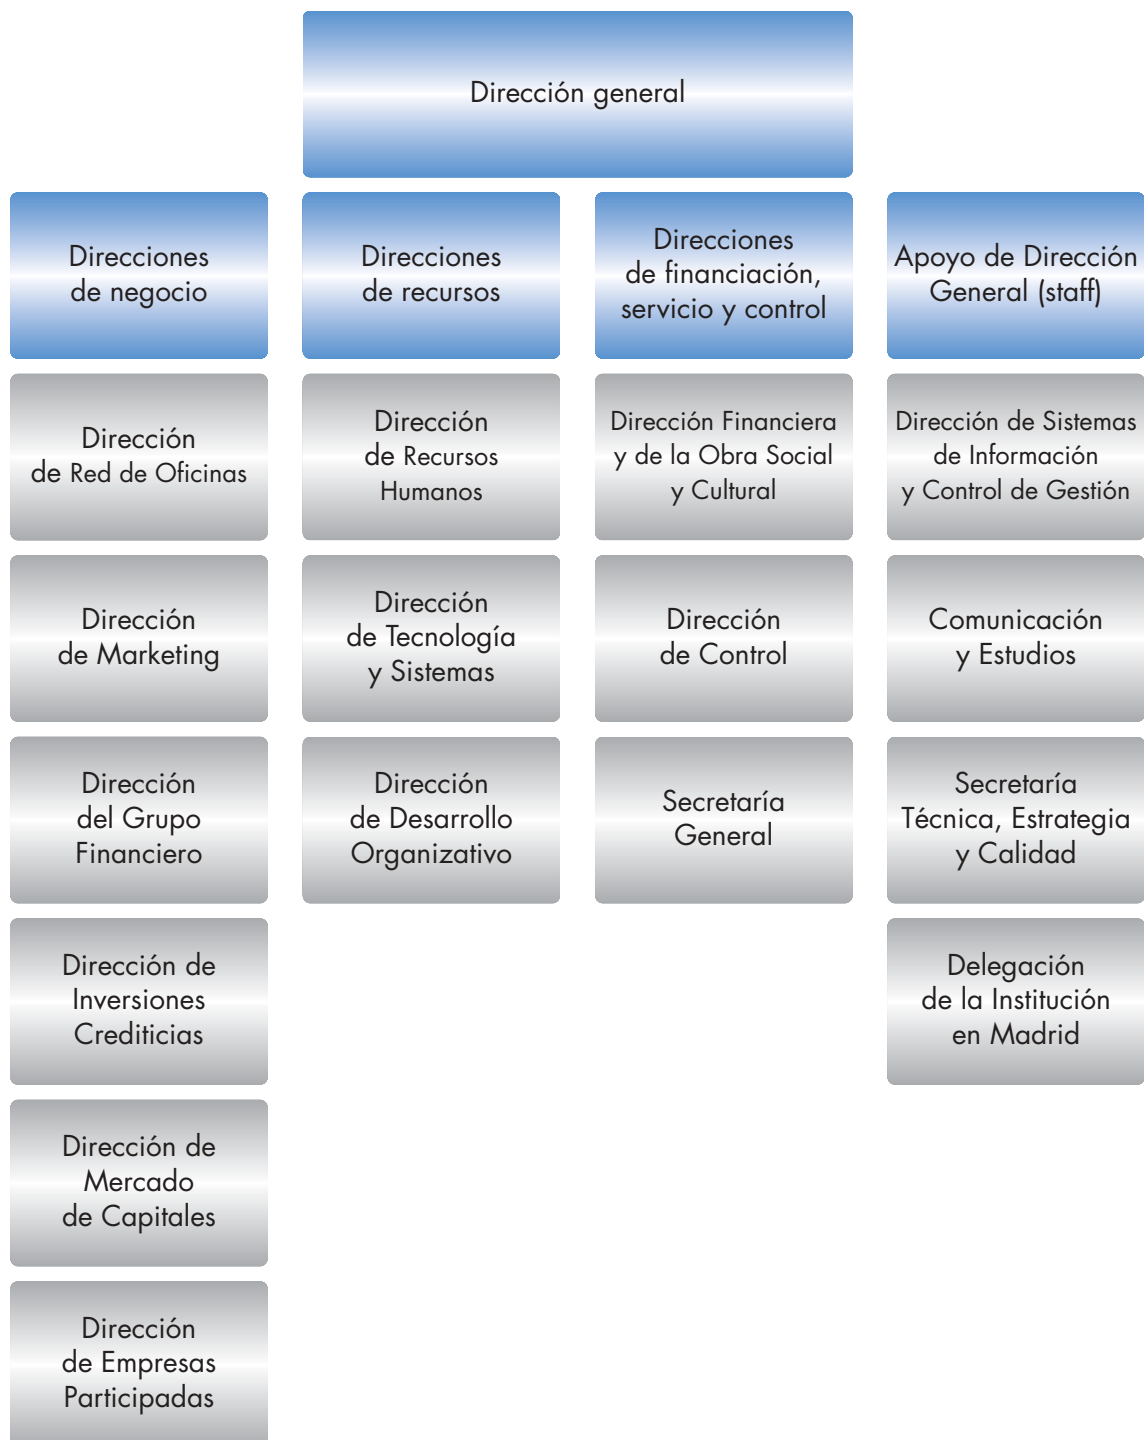 Dirección general
Direcciones
de negocio
Direcciones
de recursos
Direcciones
de financiación,
servicio y control
Apoyo de Dirección
General (staff)
Dirección
de Red de Oficinas
Dirección
de Recursos
Humanos
Dirección Financiera
y de la Obra Social
y Cultural
Dirección de Sistemas
de Información
y Control de Gestión
Dirección
de Marketing
Dirección
de Tecnología
y Sistemas
Dirección
de Control
Comunicación
y Estudios
Dirección
del Grupo
Financiero
Dirección
de Desarrollo
Organizativo
Secretaría
General
Secretaría
Técnica, Estrategia
y Calidad
Dirección de
Inversiones
Crediticias
Delegación
de la Institución
en Madrid
Dirección de
Mercado
de Capitales
Dirección
de Empresas
Participadas